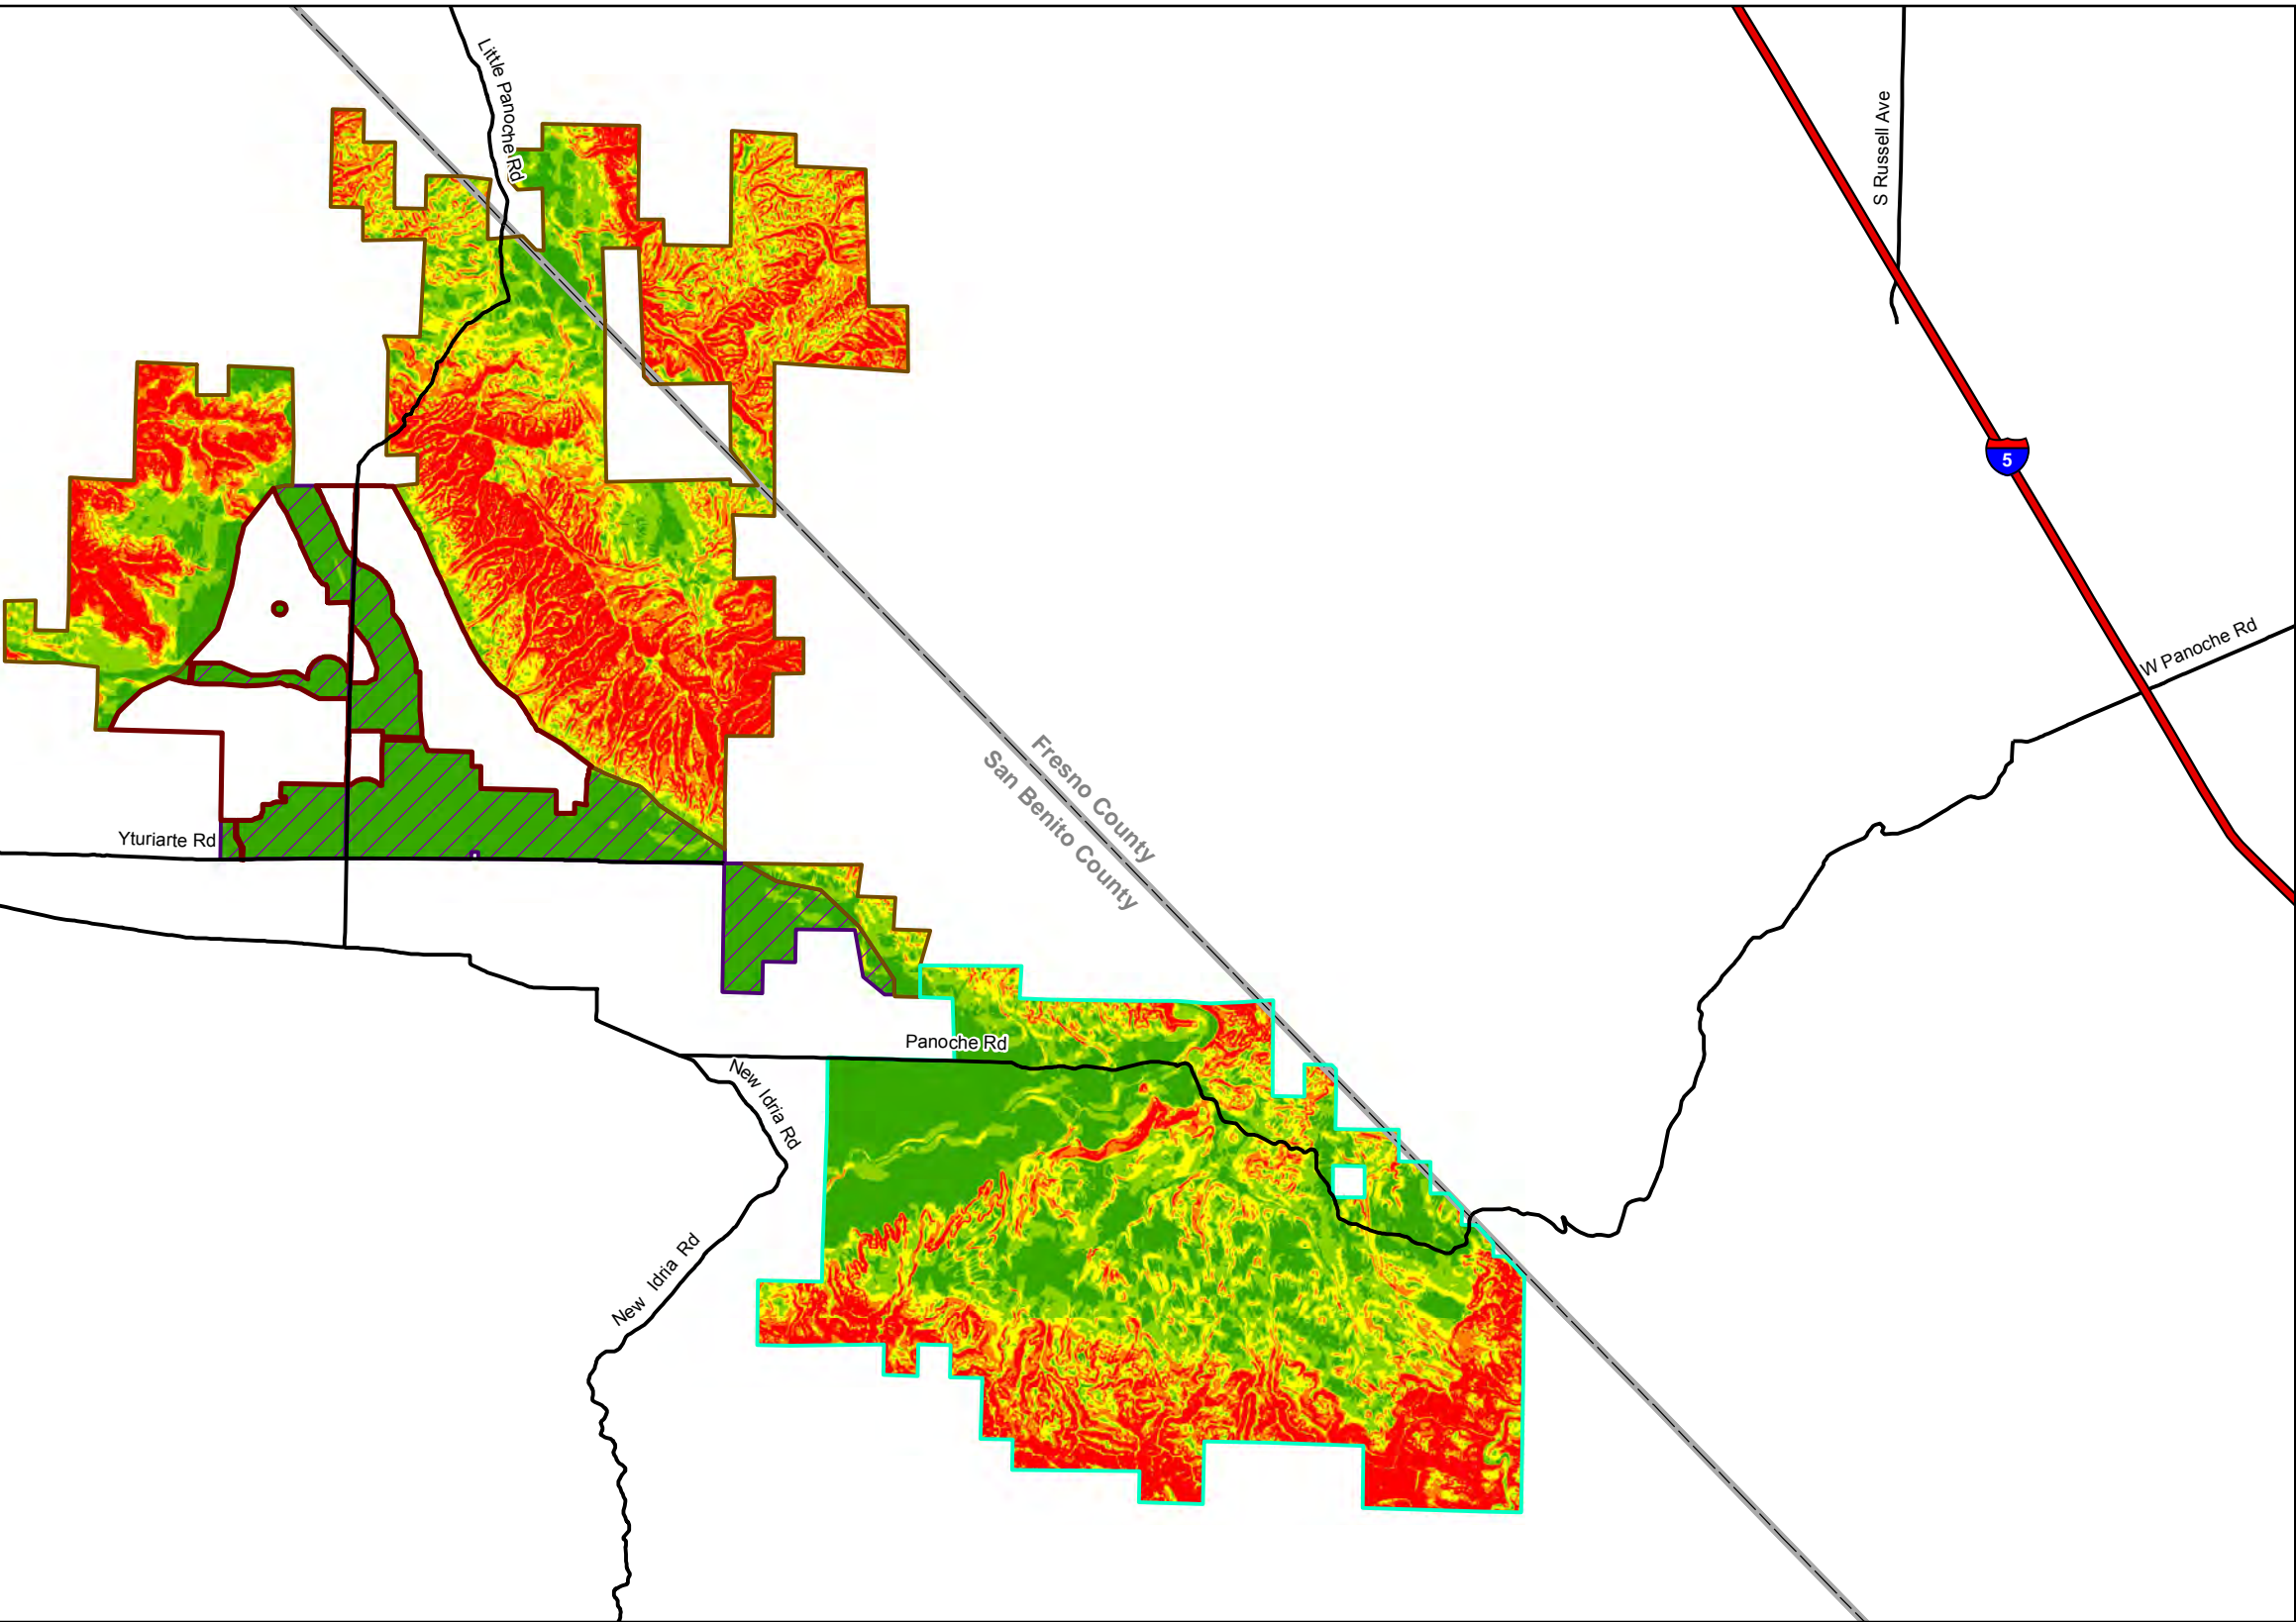 Little Panoche Rd
S Russell Ave
5
W Panoche Rd
Fresno County
San Benito County
Yturiarte Rd
Panoche Rd
New Idria Rd
New Idria Rd